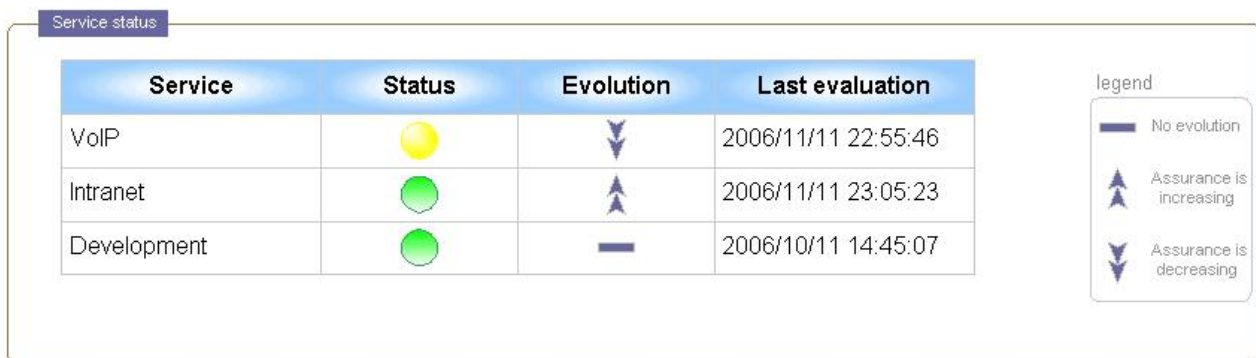 Service status
Service Status Evolution Last evaluation
VoIP 2006/11/11 22:55:46
Intranet 2006/11/11 23:05:23
Development 2006/10/11 14:45:07
legend
No evolution
Assurance is
increasing
Assurance is
decreasing